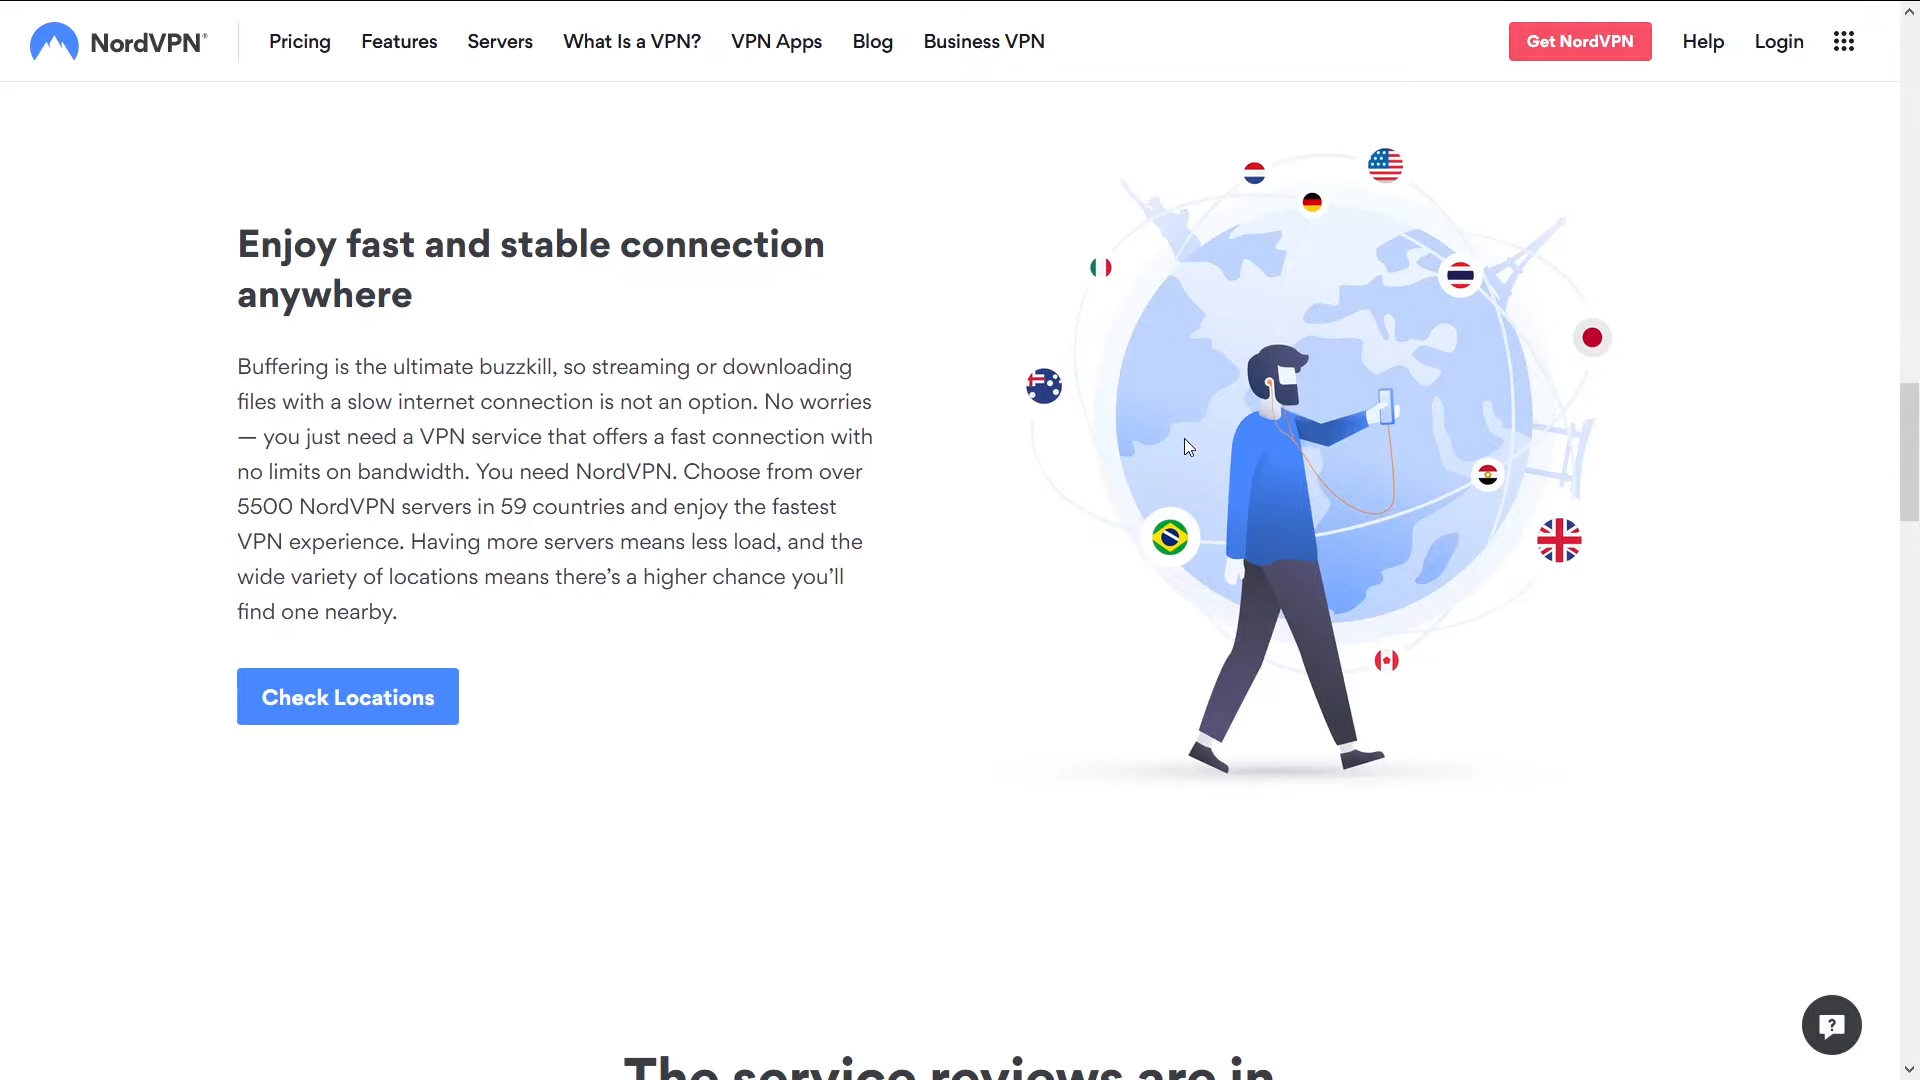 NordVPN®
Pricing
Features
Servers
What Is a VPN?
VPN Apps
Blog
Business VPN
Get NordVPN
Help
Login
Enjoy fast and stable connection
anywhere
Buffering is the ultimate buzzkill, so streaming or downloading
files with a slow internet connection is not an option. No worries
— you just need a VPN service that offers a fast connection with
no limits on bandwidth. You need NordVPN. Choose from over
5500 NordVPN servers in 59 countries and enjoy the fastest
VPN experience. Having more servers means less load, and the
wide variety of locations means there’s a higher chance you’ll
find one nearby.
Check Locations
?
The service reviews are in